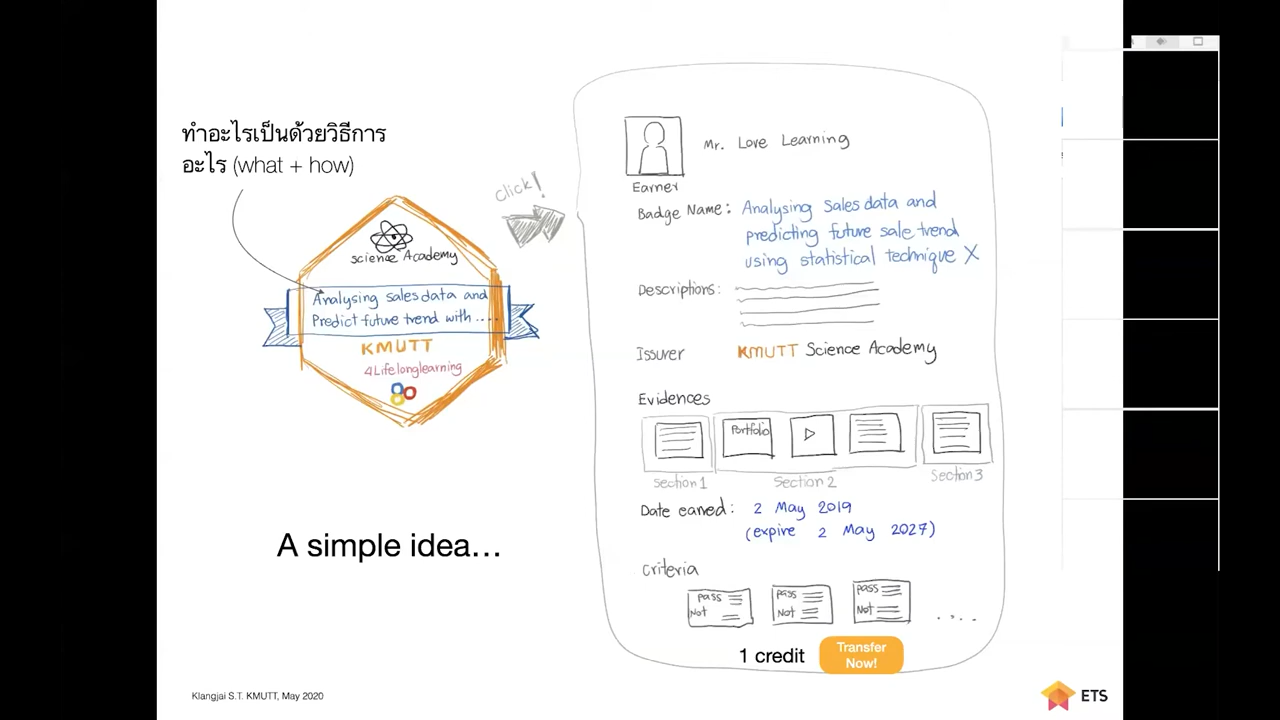 ทำอะไรเป็นด้วยวิธีการ
อะไร (what + how)
science Academy
Analysing sales data and
Predict future trend with ....
KMUTT
4Lifelonglearning
A simple idea...
Click!
Mr. Love Learning
Earner
Badge Name: Analysing sales data and
predicting future sale trend
using statistical technique X
Descriptions:
Issurer KMUTT Science Academy
Evidences
Portfolio
Section 1
Section 2
Section 3
Date eaned: 2 May 2019
(expire 2 May 2027)
Criteria
Pass
Not
Pass
Not
Pass
Not
....
1 credit
Transfer
Now!
Klangjai S.T. KMUTT, May 2020
ETS